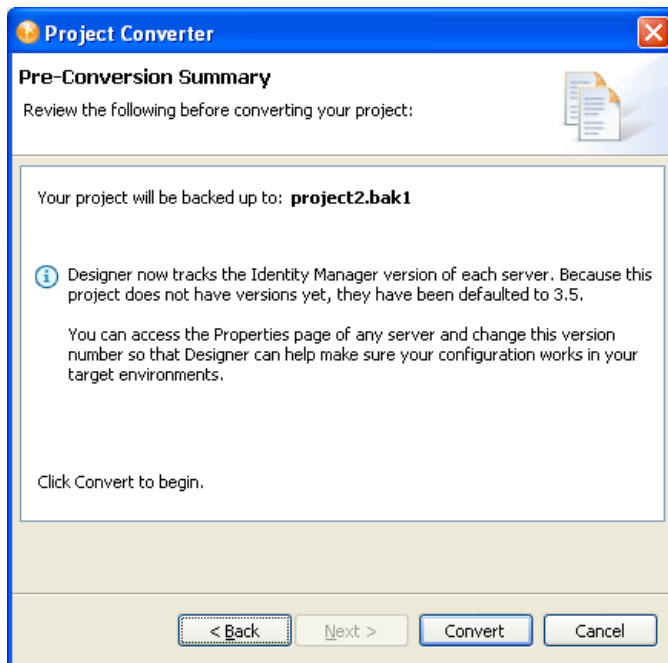 Project Converter
Pre-Conversion Summary
Review the following before converting your project:
Your project will be backed up to: project2.bak1
Designer now tracks the Identity Manager version of each server. Because this
project does not have versions yet, they have been defaulted to 3.5.
You can access the Properties page of any server and change this version
number so that Designer can help make sure your configuration works in your
target environments.
Click Convert to begin.
< Back
Next >
Convert
Cancel